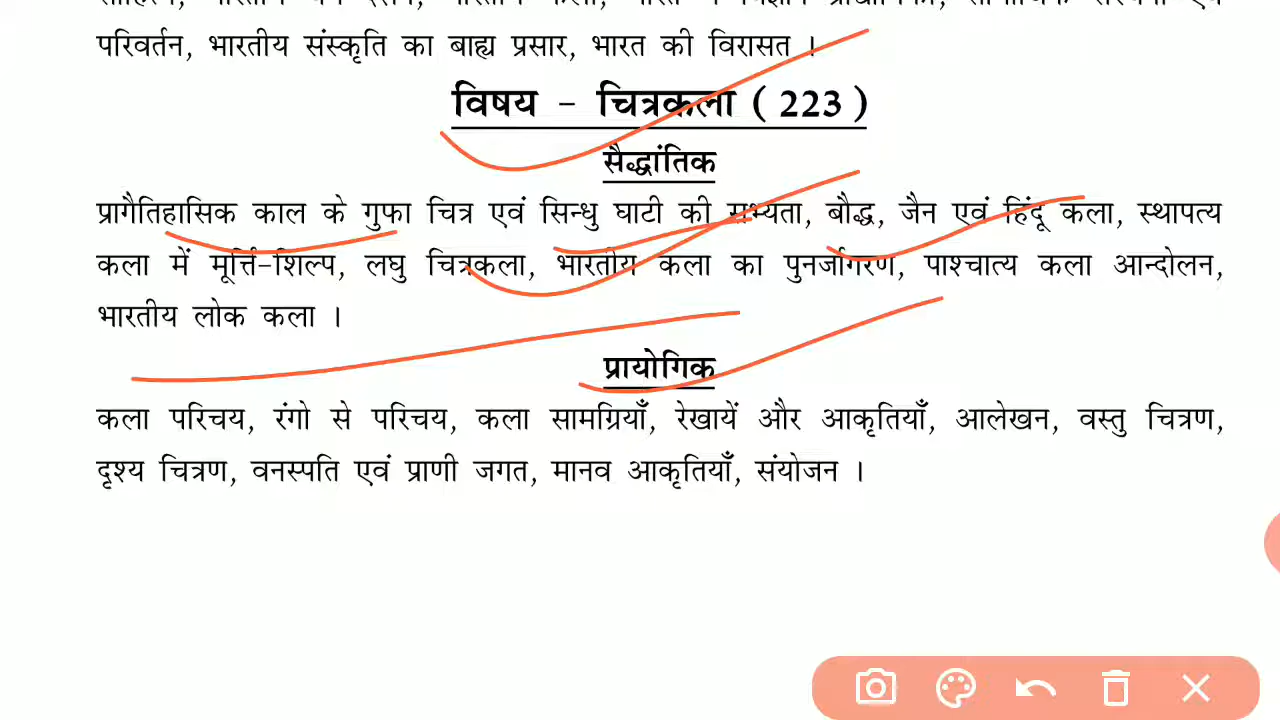 परिवर्तन, भारतीय संस्कृति का बाह्य प्रसार, भारत की विरासत ।
विषय - चित्रकला ( 223 )
सैद्धांतिक
प्रागैतिहासिक काल के गुफा चित्र एवं सिन्धु घाटी की सभ्यता, बौद्ध, जैन एवं हिंदू कला, स्थापत्य
कला में मूर्त्ति-शिल्प, लघु चित्रकला, भारतीय कला का पुनर्जागरण, पाश्चात्य कला आन्दोलन,
भारतीय लोक कला ।
प्रायोगिक
कला परिचय, रंगो से परिचय, कला सामग्रियाँ, रेखायें और आकृतियाँ, आलेखन, वस्तु चित्रण,
दृश्य चित्रण, वनस्पति एवं प्राणी जगत, मानव आकृतियाँ, संयोजन ।